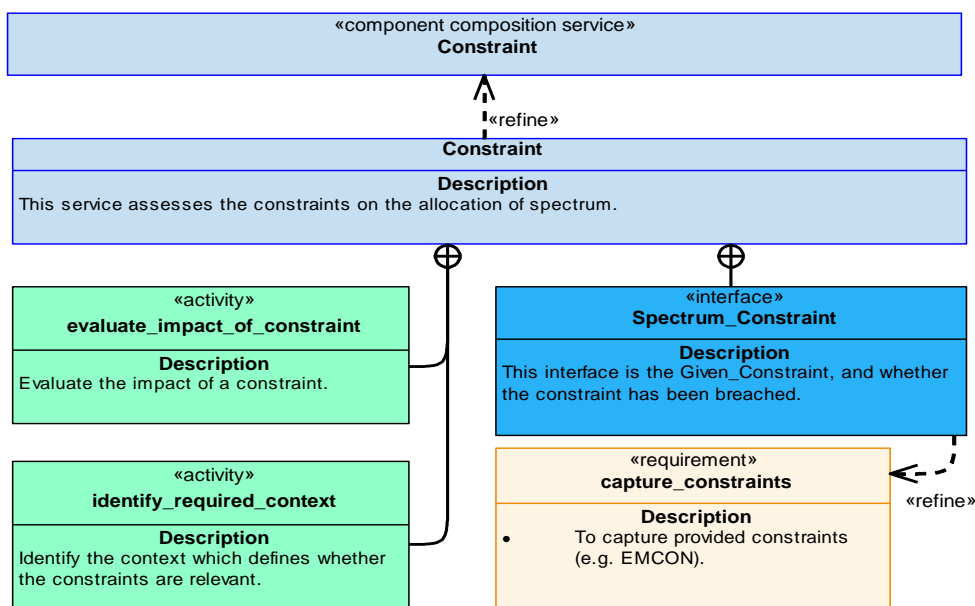 «component composition service»
Constraint
«refine»
Constraint
Description
This service assesses the constraints on the allocation of spectrum.
«activity»
evaluate_impact_of_constraint
Description
Evaluate the impact of a constraint.
«interface»
Spectrum_Constraint
Description
This interface is the Given_Constraint, and whether
the constraint has been breached.
«activity»
identify_required_context
Description
Identify the context which defines whether
the constraints are relevant.
«requirement»
capture_constraints
Description
• To capture provided constraints
(e.g. EMCON).
«refine»